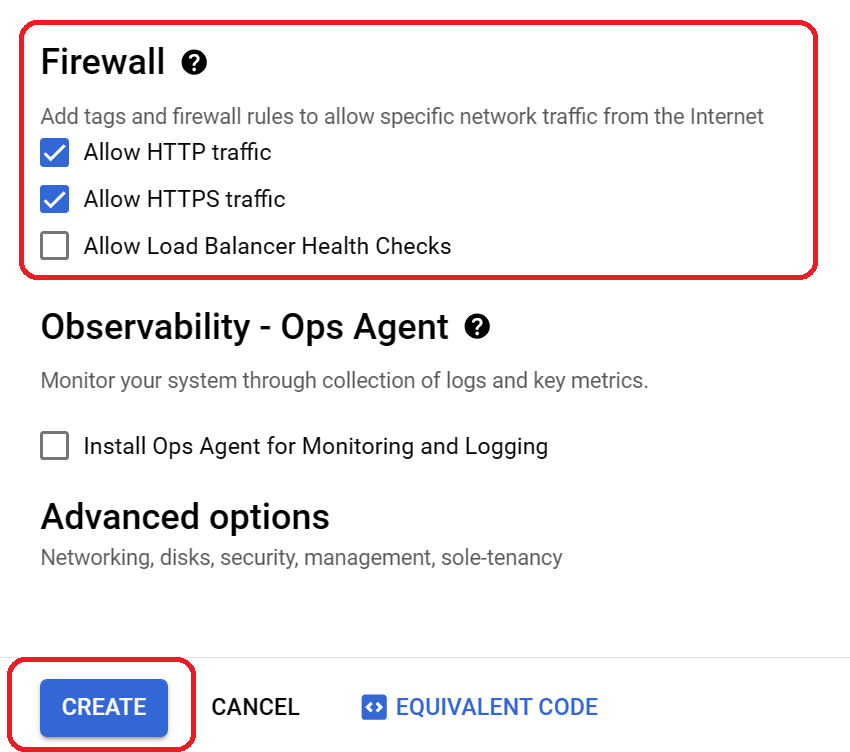 Firewall
Add tags and firewall rules to allow specific network traffic from the Internet
Allow HTTP traffic
Allow HTTPS traffic
Allow Load Balancer Health Checks
Observability - Ops Agent
Monitor your system through collection of logs and key metrics.
Install Ops Agent for Monitoring and Logging
Advanced options
Networking, disks, security, management, sole-tenancy
CREATE CANCEL EQUIVALENT CODE